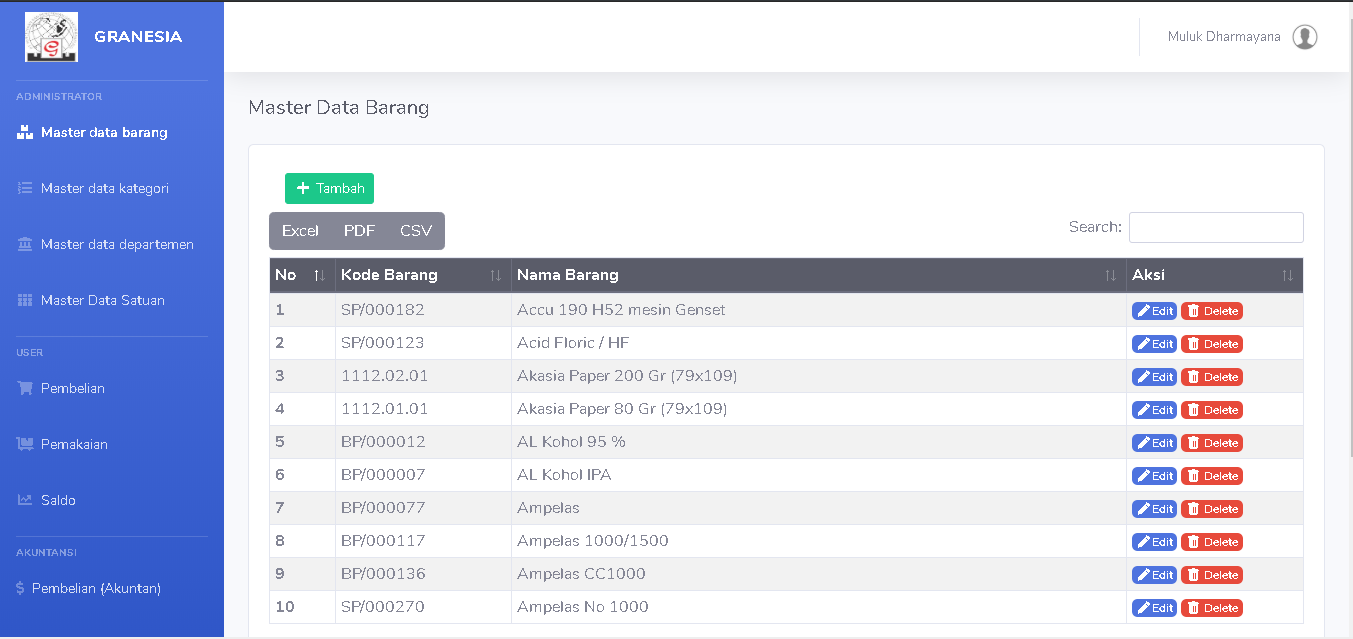 GRANESIA
Muluk Dharmayana
ADMINISTRATOR
Master data barang
Master data kategori
Master data departemen
Master Data Satuan
USER
Pembelian
Pemakaian
Saldo
AKUNTANSI
$ Pembelian (Akuntan)
Master Data Barang
+ Tambah
Excel PDF CSV
Search:
No Kode Barang Nama Barang Aksi
1 SP/000182 Accu 190 H52 mesin Genset Edit Delete
2 SP/000123 Acid Floric / HF Edit Delete
3 1112.02.01 Akasia Paper 200 Gr (79x109) Edit Delete
4 1112.01.01 Akasia Paper 80 Gr (79x109) Edit Delete
5 BP/000012 AL Kohol 95 % Edit Delete
6 BP/000007 AL Kohol IPA Edit Delete
7 BP/000077 Ampelas Edit Delete
8 BP/000117 Ampelas 1000/1500 Edit Delete
9 BP/000136 Ampelas CC1000 Edit Delete
10 SP/000270 Ampelas No 1000 Edit Delete